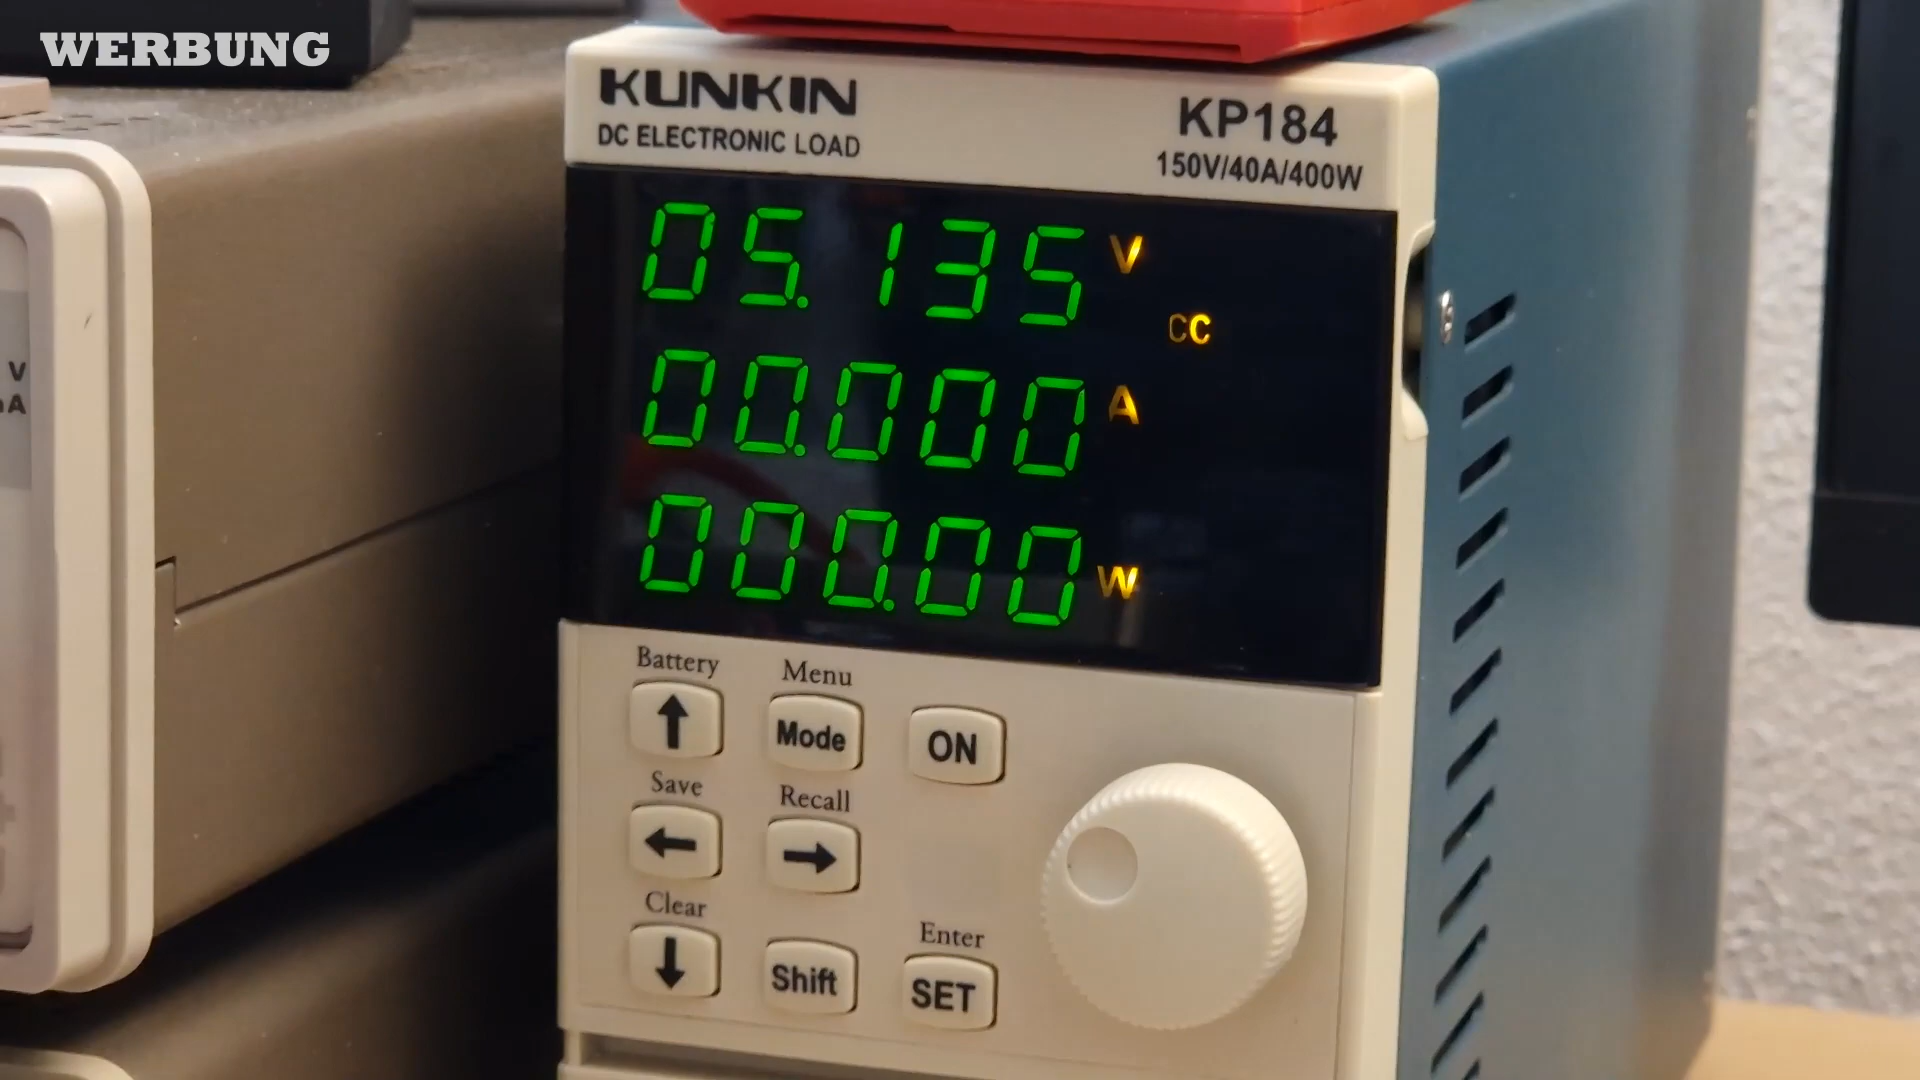 WERBUNG
KUNKIN
DC ELECTRONIC LOAD
KP184
150V/40A/400W
05.135 V
CC
00.000 A
000.00 W
V
mA
Battery
Menu
Mode
ON
Save
Recall
Clear
Shift
Enter
SET